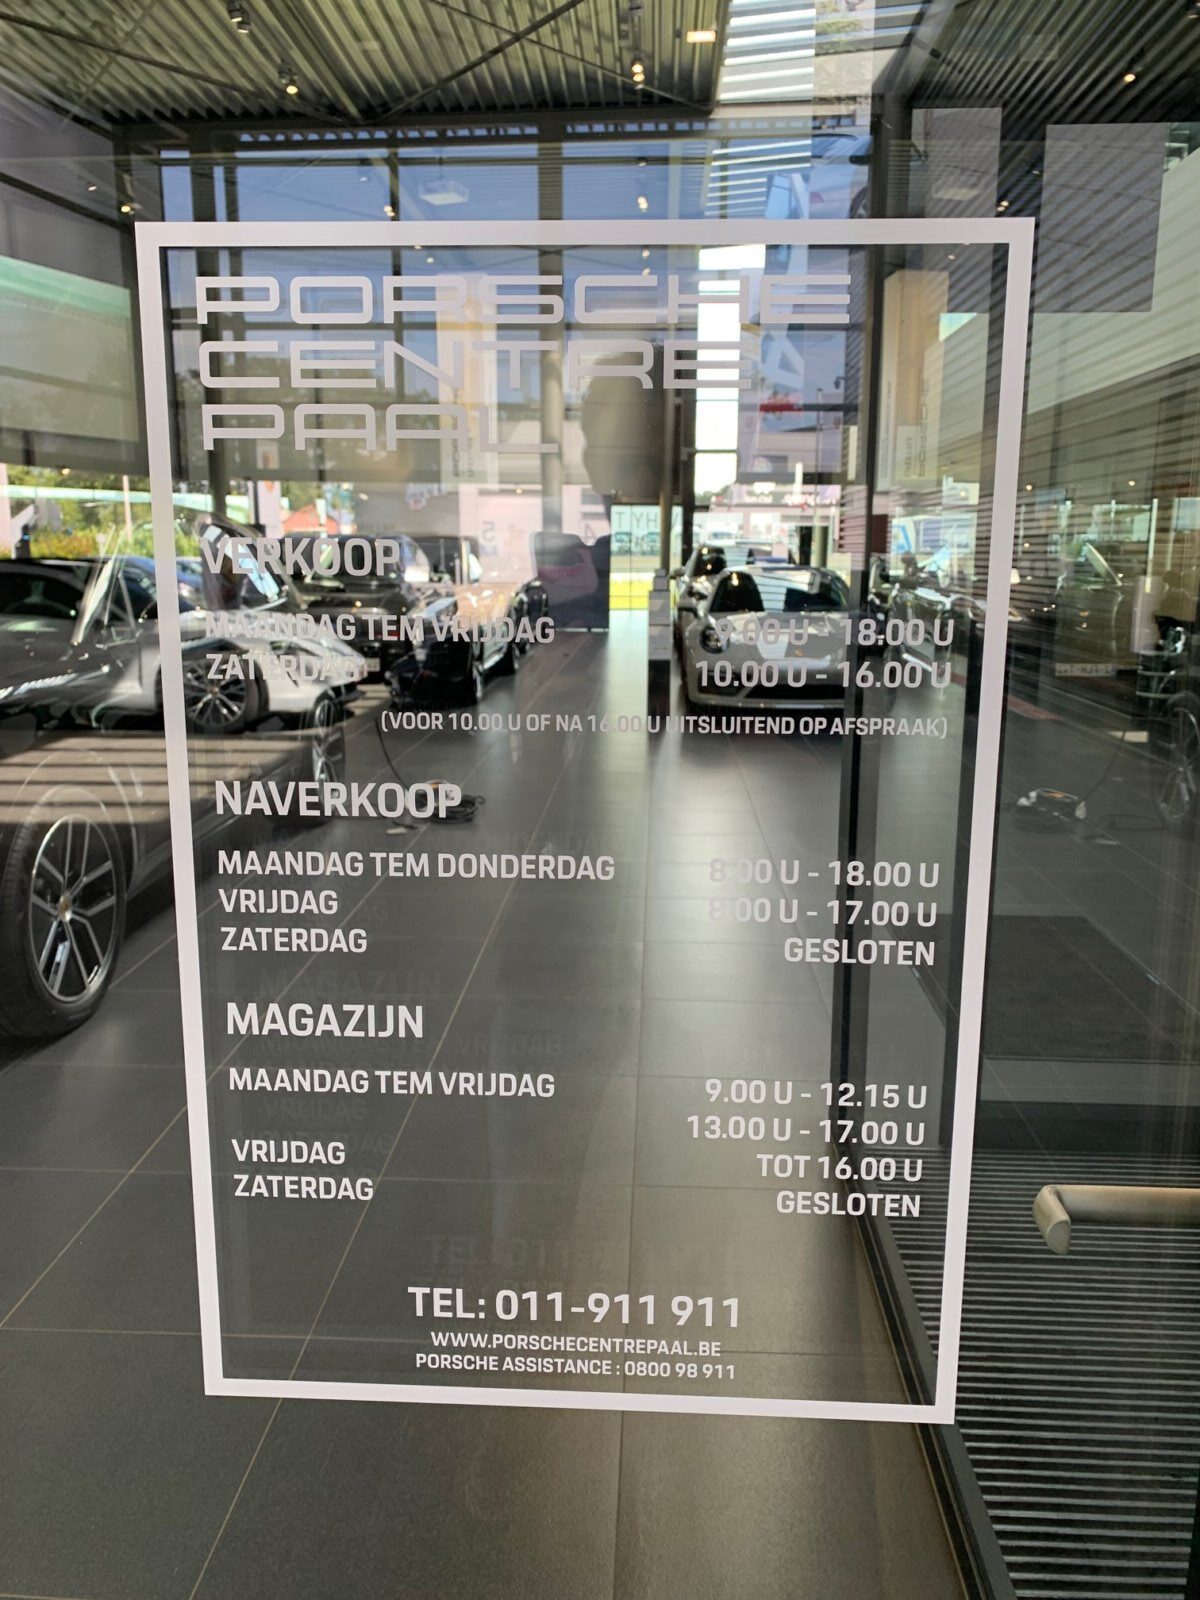 PORSCHE
CENTRE
PAAL
VERKOOP
MAANDAG TEM VRIJDAG 9.00 U - 18.00 U
ZATERDAG 10.00 U - 16.00 U
(VOOR 10.00 U OF NA 16.00 U UITSLUITEND OP AFSPRAAK)
NAVERKOOP
MAANDAG TEM DONDERDAG 8.00 U - 18.00 U
VRIJDAG 8.00 U - 17.00 U
ZATERDAG GESLOTEN
MAGAZIJN
MAANDAG TEM VRIJDAG 9.00 U - 12.15 U
13.00 U - 17.00 U
VRIJDAG TOT 16.00 U
ZATERDAG GESLOTEN
TEL: 011-911 911
WWW.PORSCHECENTREPAAL.BE
PORSCHE ASSISTANCE : 0800 98 911